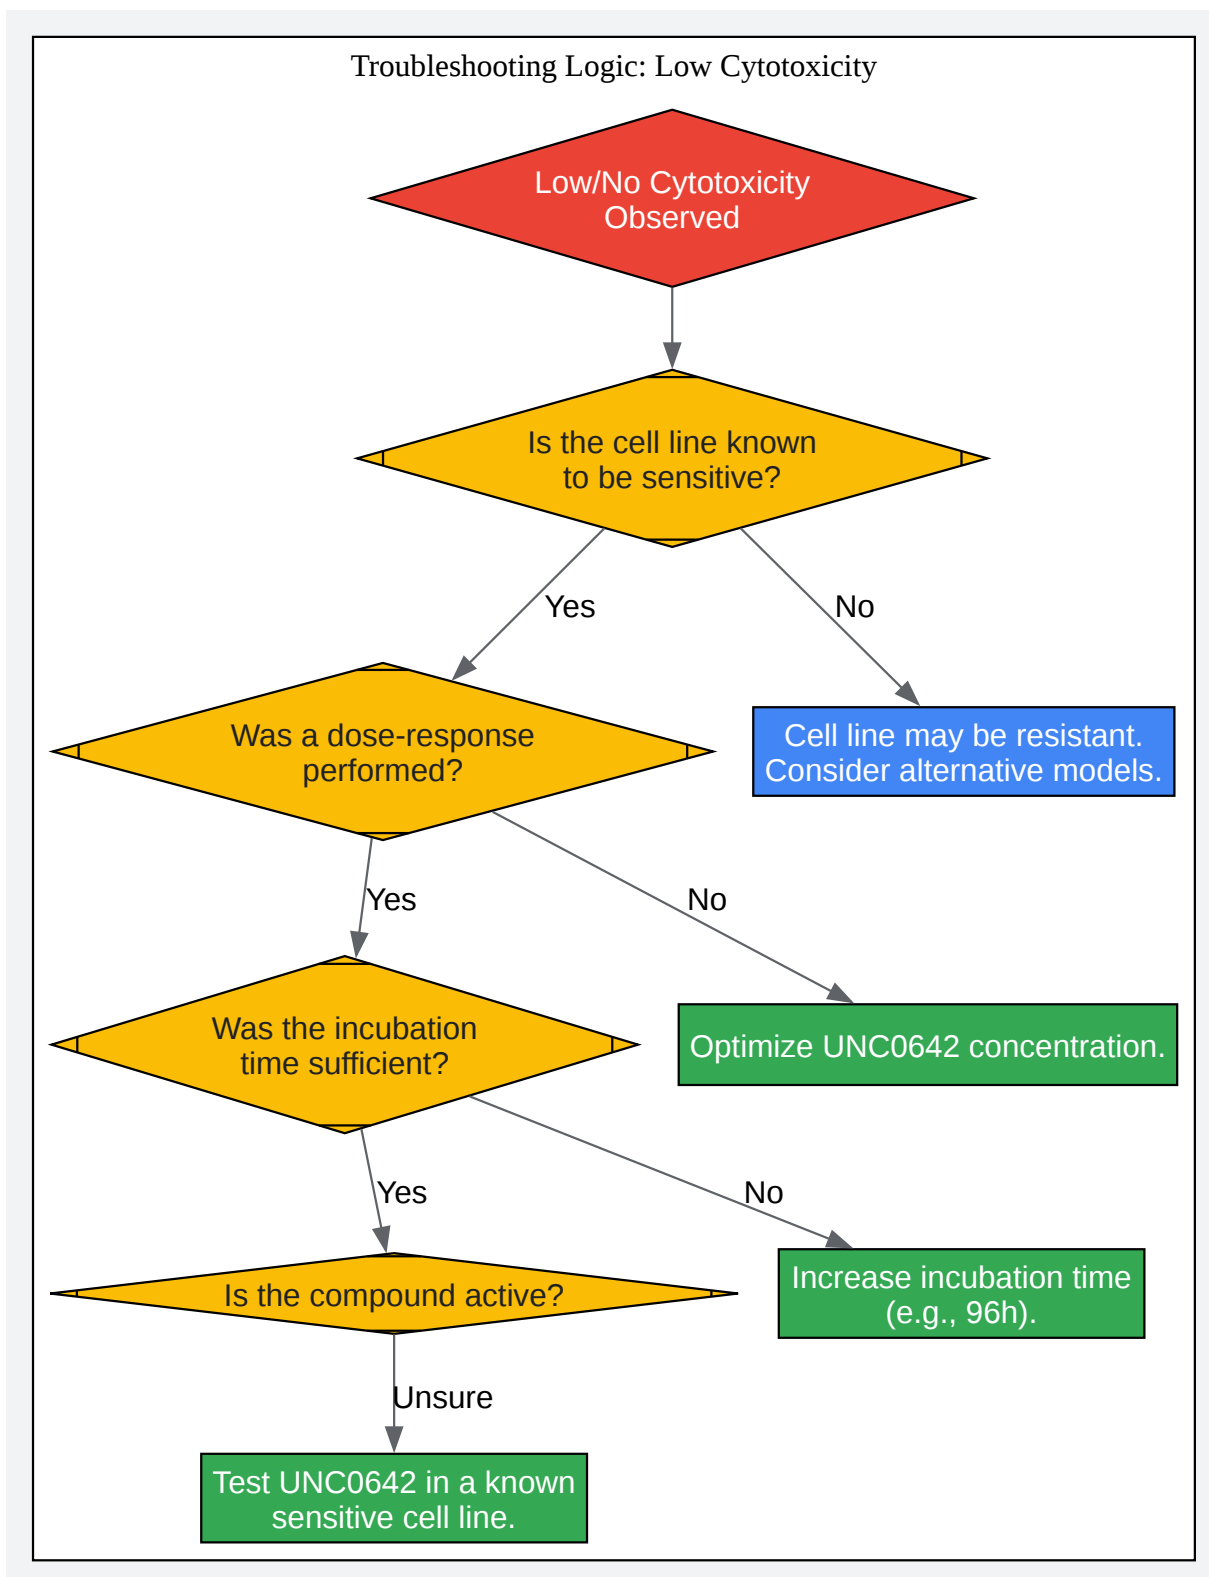 Troubleshooting Logic: Low Cytotoxicity
Low/No Cytotoxicity
Observed
Is the cell line known
to be sensitive?
Yes
No
Was a dose-response
performed?
Cell line may be resistant.
Consider alternative models.
Yes
No
Was the incubation
time sufficient?
Optimize UNC0642 concentration.
Yes
No
Is the compound active?
Increase incubation time
(e.g., 96h).
Unsure
Test UNC0642 in a known
sensitive cell line.